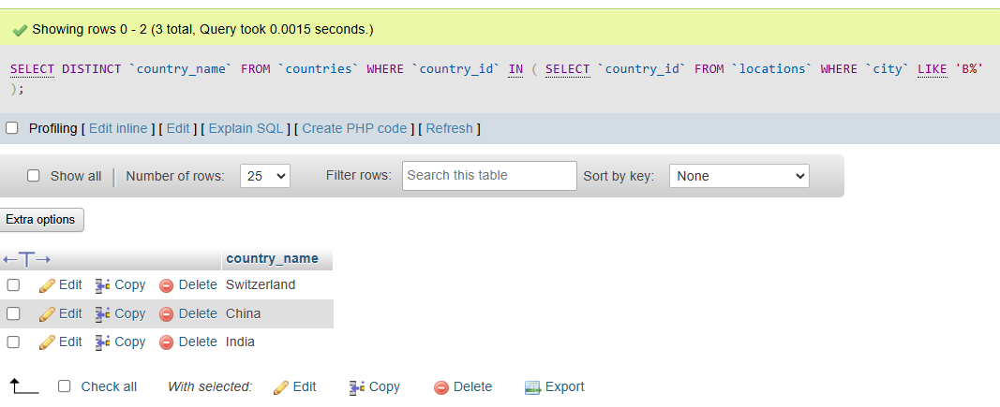 Showing rows 0 - 2 (3 total, Query took 0.0015 seconds.)
SELECT DISTINCT `country_name` FROM `countries` WHERE `country_id` IN ( SELECT `country_id` FROM `locations` WHERE `city` LIKE 'B%'
);
Profiling [ Edit inline ] [ Edit ] [ Explain SQL ] [ Create PHP code ] [ Refresh ]
Show all Number of rows: 25 Filter rows: Search this table Sort by key: None
Extra options
country_name
Edit Copy Delete Switzerland
Edit Copy Delete China
Edit Copy Delete India
Check all With selected: Edit Copy Delete Export